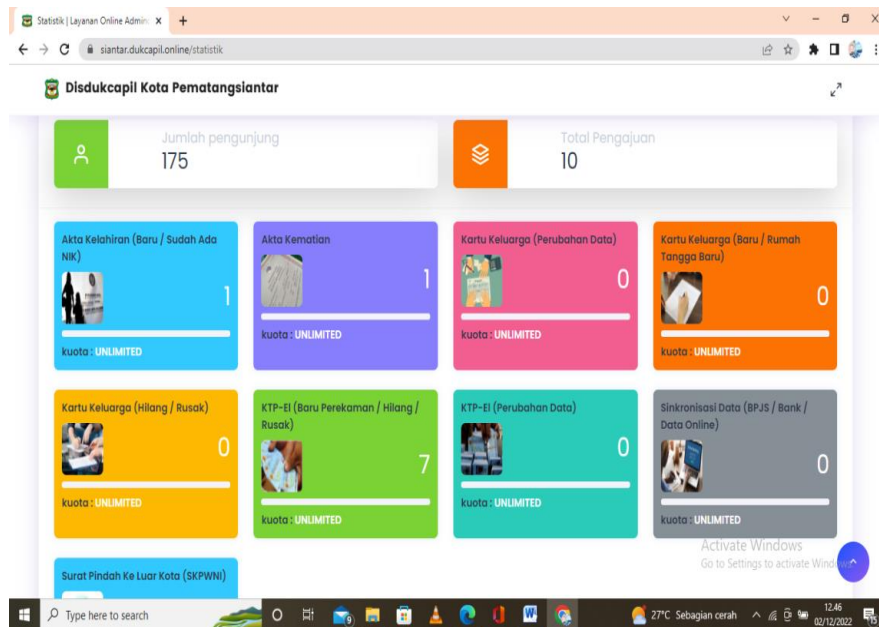 Statistik | Layanan Online Admini
siantar.dukcapil.online/statistik
Disdukcapil Kota Pematangsiantar
Jumlah pengunjung
175
Total Pengajuan
10
Akta Kelahiran (Baru / Sudah Ada
NIK)
1
kuota : UNLIMITED
Akta Kematian
1
kuota : UNLIMITED
Kartu Keluarga (Perubahan Data)
0
kuota : UNLIMITED
Kartu Keluarga (Baru / Rumah
Tangga Baru)
0
kuota : UNLIMITED
Kartu Keluarga (Hilang / Rusak)
0
kuota : UNLIMITED
KTP-El (Baru Perekaman / Hilang /
Rusak)
7
kuota : UNLIMITED
KTP-El (Perubahan Data)
0
kuota : UNLIMITED
Sinkronisasi Data (BPJS / Bank /
Data Online)
0
kuota : UNLIMITED
Surat Pindah Ke Luar Kota (SKPWNI)
Activate Windows
Go to Settings to activate Windows.
Type here to search
27°C Sebagian cerah
12.46
02/12/2022